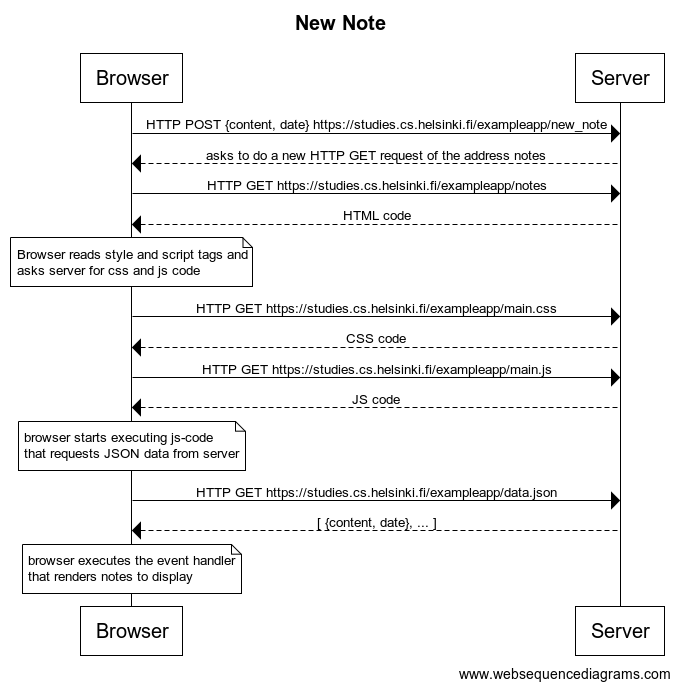 New Note
Browser
Server
HTTP POST {content, date} https://studies.cs.helsinki.fi/exampleapp/new_note
asks to do a new HTTP GET request of the address notes
HTTP GET https://studies.cs.helsinki.fi/exampleapp/notes
HTML code
Browser reads style and script tags and
asks server for css and js code
HTTP GET https://studies.cs.helsinki.fi/exampleapp/main.css
CSS code
HTTP GET https://studies.cs.helsinki.fi/exampleapp/main.js
JS code
browser starts executing js-code
that requests JSON data from server
HTTP GET https://studies.cs.helsinki.fi/exampleapp/data.json
[ {content, date}, ... ]
browser executes the event handler
that renders notes to display
Browser
Server
www.websequencediagrams.com